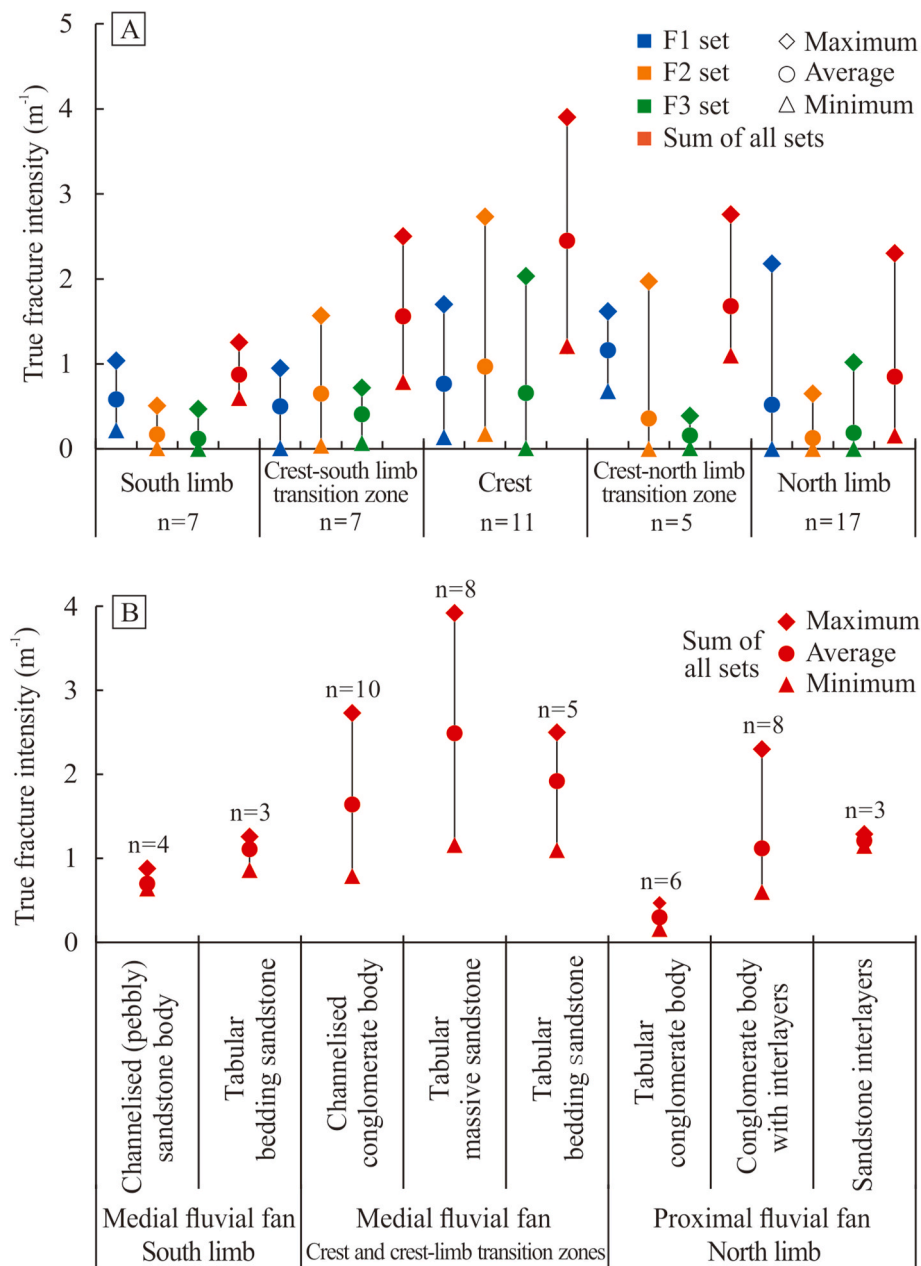 A
True fracture intensity (m⁻¹)
5
4
3
2
1
0
F1 set
F2 set
F3 set
Sum of all sets
Maximum
Average
Minimum
South limb
n=7
Crest-south limb
transition zone
n=7
Crest
n=11
Crest-north limb
transition zone
n=5
North limb
n=17
B
True fracture intensity (m⁻¹)
4
3
2
1
0
Sum of
all sets
Maximum
Average
Minimum
n=4
n=3
n=10
n=8
n=5
n=6
n=8
n=3
Channelised (pebbly)
sandstone body
Tabular
bedding sandstone
Channelised
conglomerate body
Tabular
massive sandstone
Tabular
bedding sandstone
Tabular
conglomerate body
Conglomerate body
with interlayers
Sandstone interlayers
Medial fluvial fan
South limb
Medial fluvial fan
Crest and crest-limb transition zones
Proximal fluvial fan
North limb